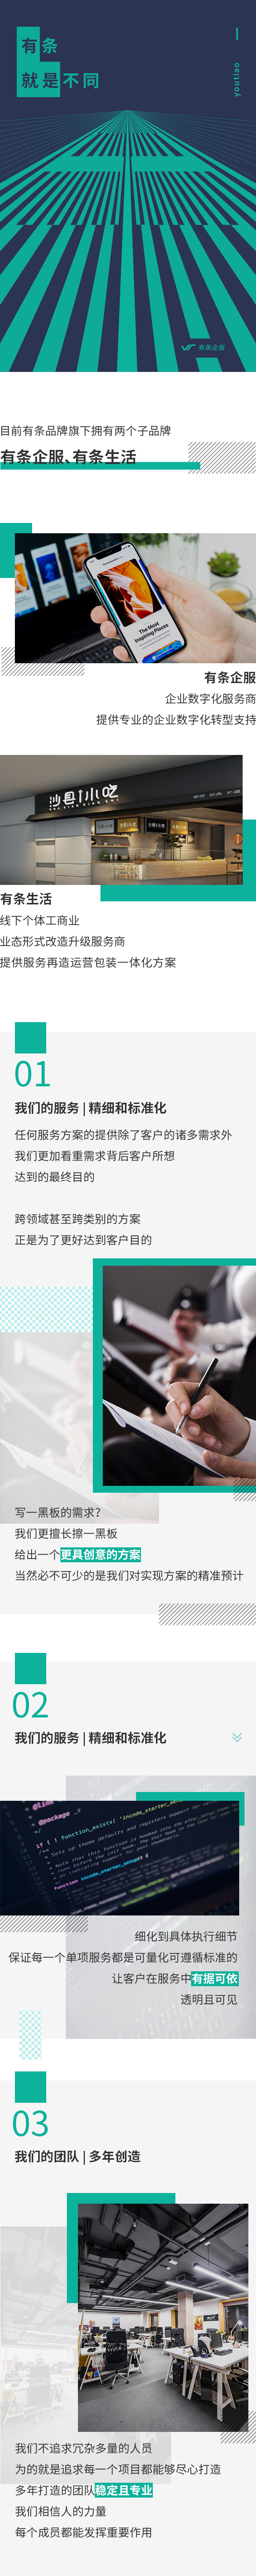 有条
就是不同
youtiao
有条企服
目前有条品牌旗下拥有两个子品牌
有条企服、有条生活
The Most
Inspiring Places
有条企服
企业数字化服务商
提供专业的企业数字化转型支持
沙县小吃
有条生活
线下个体工商业
业态形式改造升级服务商
提供服务再造运营包装一体化方案
01
我们的服务 | 精细和标准化
任何服务方案的提供除了客户的诸多需求外
我们更加看重需求背后客户所想
达到的最终目的
跨领域甚至跨类别的方案
正是为了更好达到客户目的
写一黑板的需求？
我们更擅长擦一黑板
给出一个更具创意的方案
当然必不可少的是我们对实现方案的精准预计
02
我们的服务 | 精细和标准化
@package
if ( ! function_exists( 'incode_starter_se
function incode_starter_setup() {
细化到具体执行细节
保证每一个单项服务都是可量化可遵循标准的
让客户在服务中有据可依
透明且可见
03
我们的团队 | 多年创造
我们不追求冗杂多量的人员
为的就是追求每一个项目都能够尽心打造
多年打造的团队稳定且专业
我们相信人的力量
每个成员都能发挥重要作用